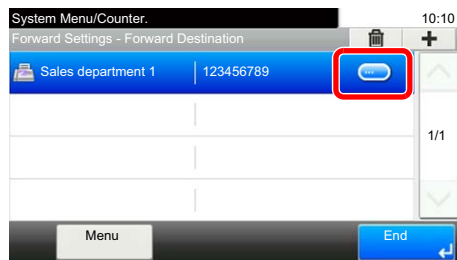 System Menu/Counter.
10:10
Forward Settings - Forward Destination
Sales department 1
123456789
1/1
Menu
End